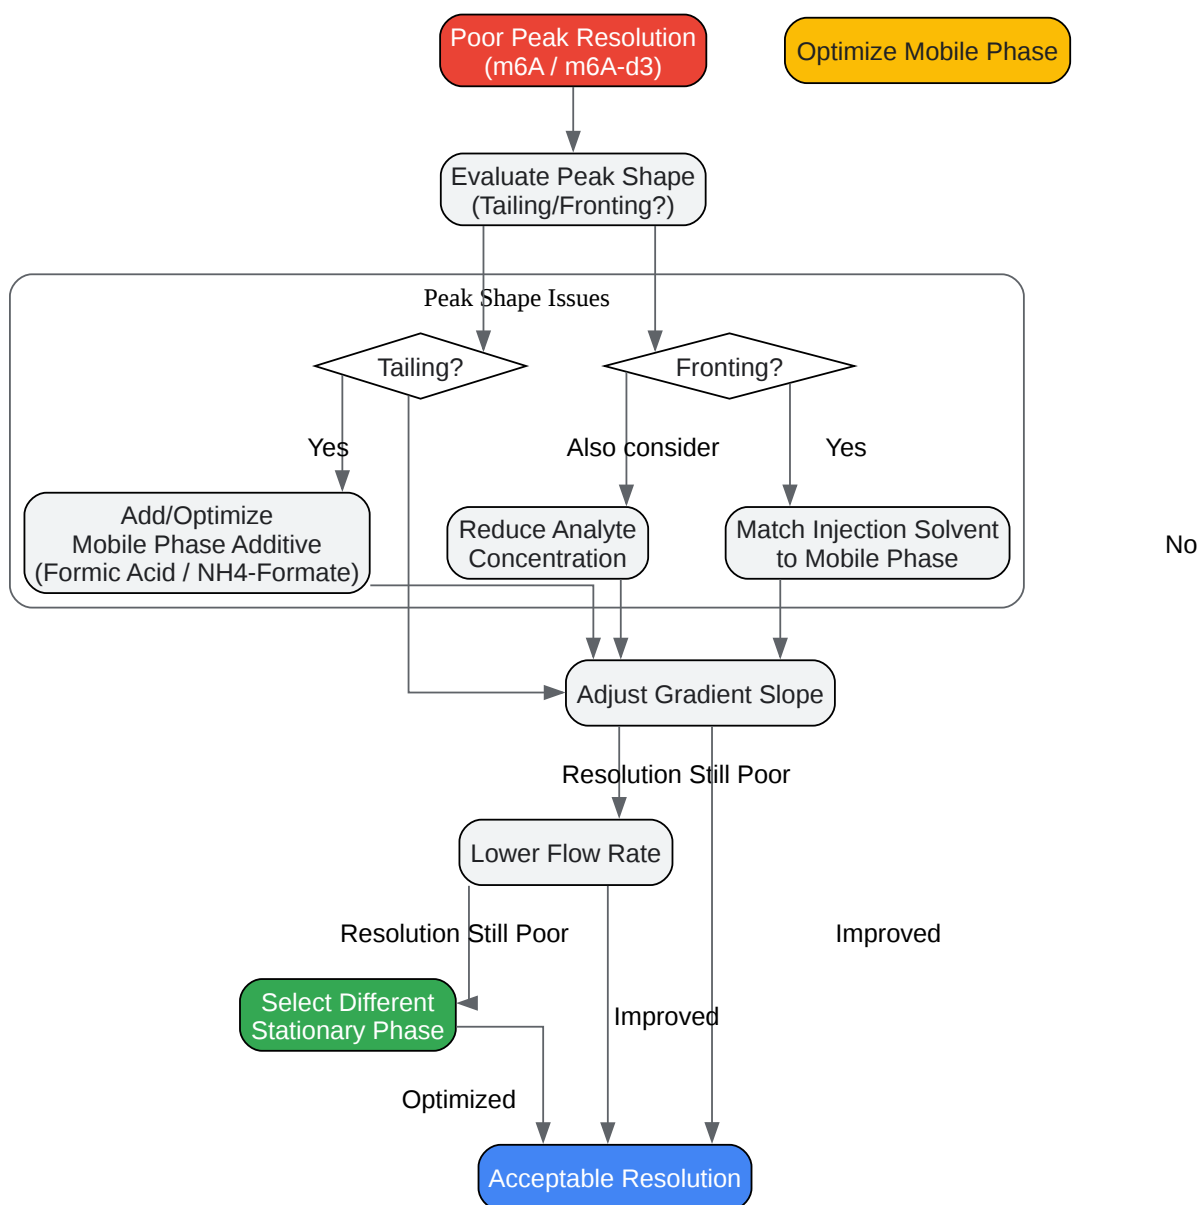 Poor Peak Resolution
(m6A / m6A-d3)
Optimize Mobile Phase
Evaluate Peak Shape
(Tailing/Fronting?)
Peak Shape Issues
Tailing?
Fronting?
Yes
Also consider
Yes
Add/Optimize
Mobile Phase Additive
(Formic Acid / NH4-Formate)
Reduce Analyte
Concentration
Match Injection Solvent
to Mobile Phase
No
Adjust Gradient Slope
Resolution Still Poor
Lower Flow Rate
Resolution Still Poor
Improved
Select Different
Stationary Phase
Improved
Optimized
Acceptable Resolution